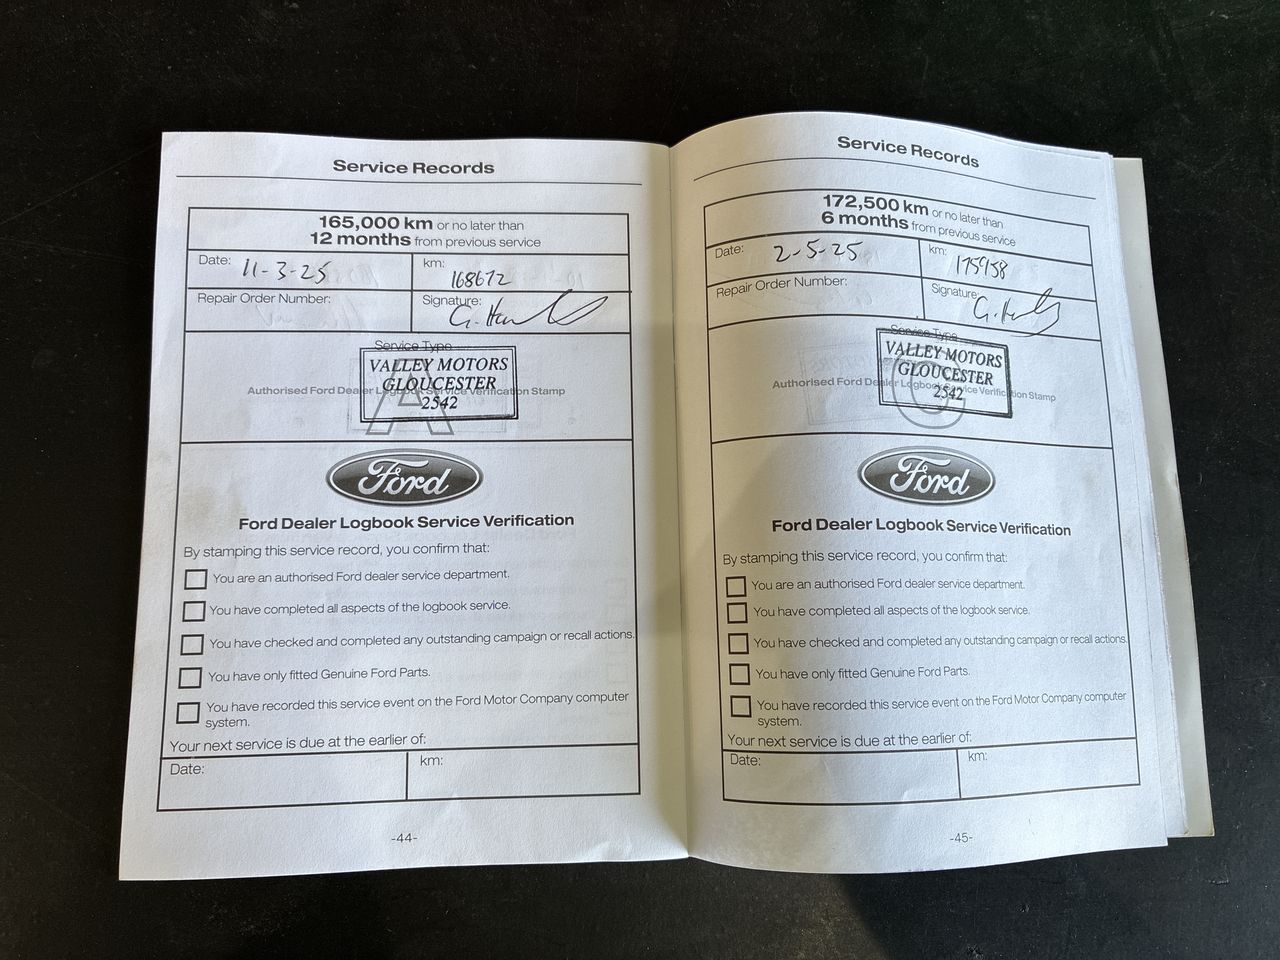 Service Records
165,000 km or no later than
12 months from previous service
Date: 11-3-25
km: 168672
Repair Order Number:
Signature:
Service Type
A
Authorised Ford Dealer Logbook Service Verification Stamp
VALLEY MOTORS
GLOUCESTER
2542
Ford
Ford Dealer Logbook Service Verification
By stamping this service record, you confirm that:
You are an authorised Ford dealer service department.
You have completed all aspects of the logbook service.
You have checked and completed any outstanding campaign or recall actions.
You have only fitted Genuine Ford Parts.
You have recorded this service event on the Ford Motor Company computer
system.
Your next service is due at the earlier of:
Date:
km:
-44-
Service Records
172,500 km or no later than
6 months from previous service
Date: 2-5-25
km: 175958
Repair Order Number:
Signature:
Service Type
Authorised Ford Dealer Logbook Service Verification Stamp
VALLEY MOTORS
GLOUCESTER
2542
Ford
Ford Dealer Logbook Service Verification
By stamping this service record, you confirm that:
You are an authorised Ford dealer service department.
You have completed all aspects of the logbook service.
You have checked and completed any outstanding campaign or recall actions.
You have only fitted Genuine Ford Parts.
You have recorded this service event on the Ford Motor Company computer
system.
Your next service is due at the earlier of:
Date:
km:
-45-